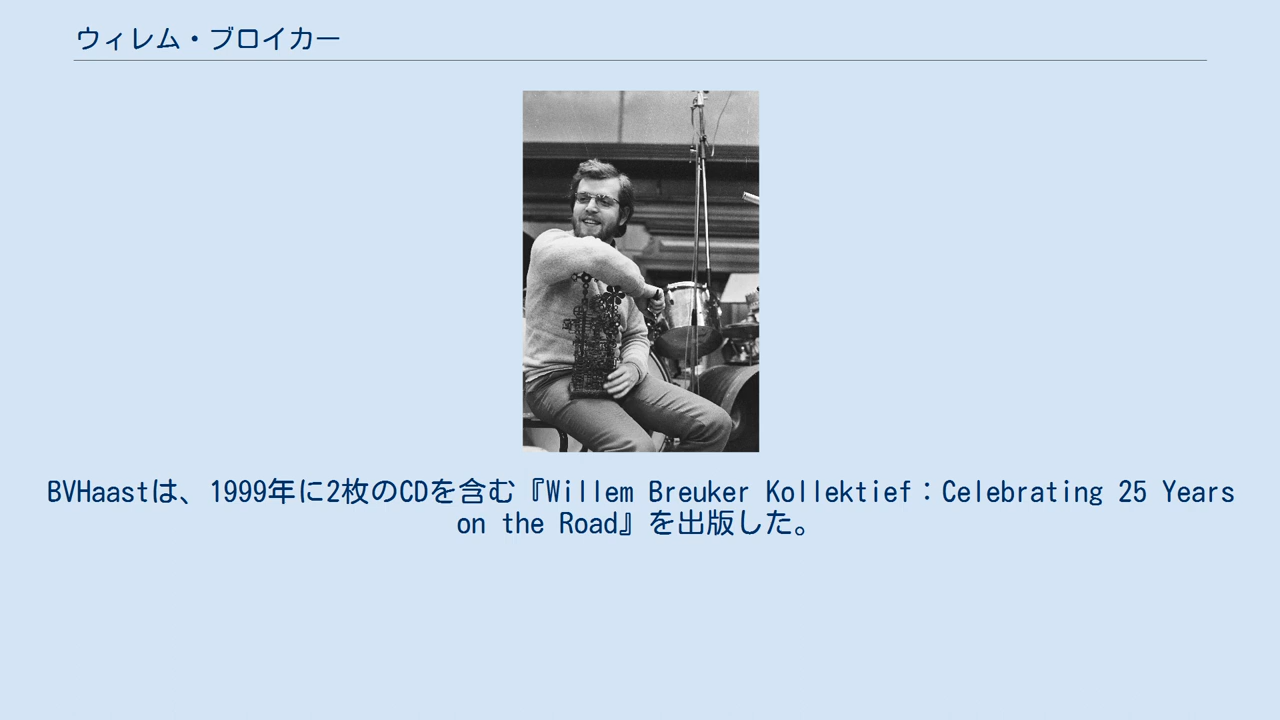 ウィレム・ブロイカー
BVHaastは、1999年に2枚のCDを含む『Willem Breuker Kollektief：Celebrating 25 Years
on the Road』を出版した。